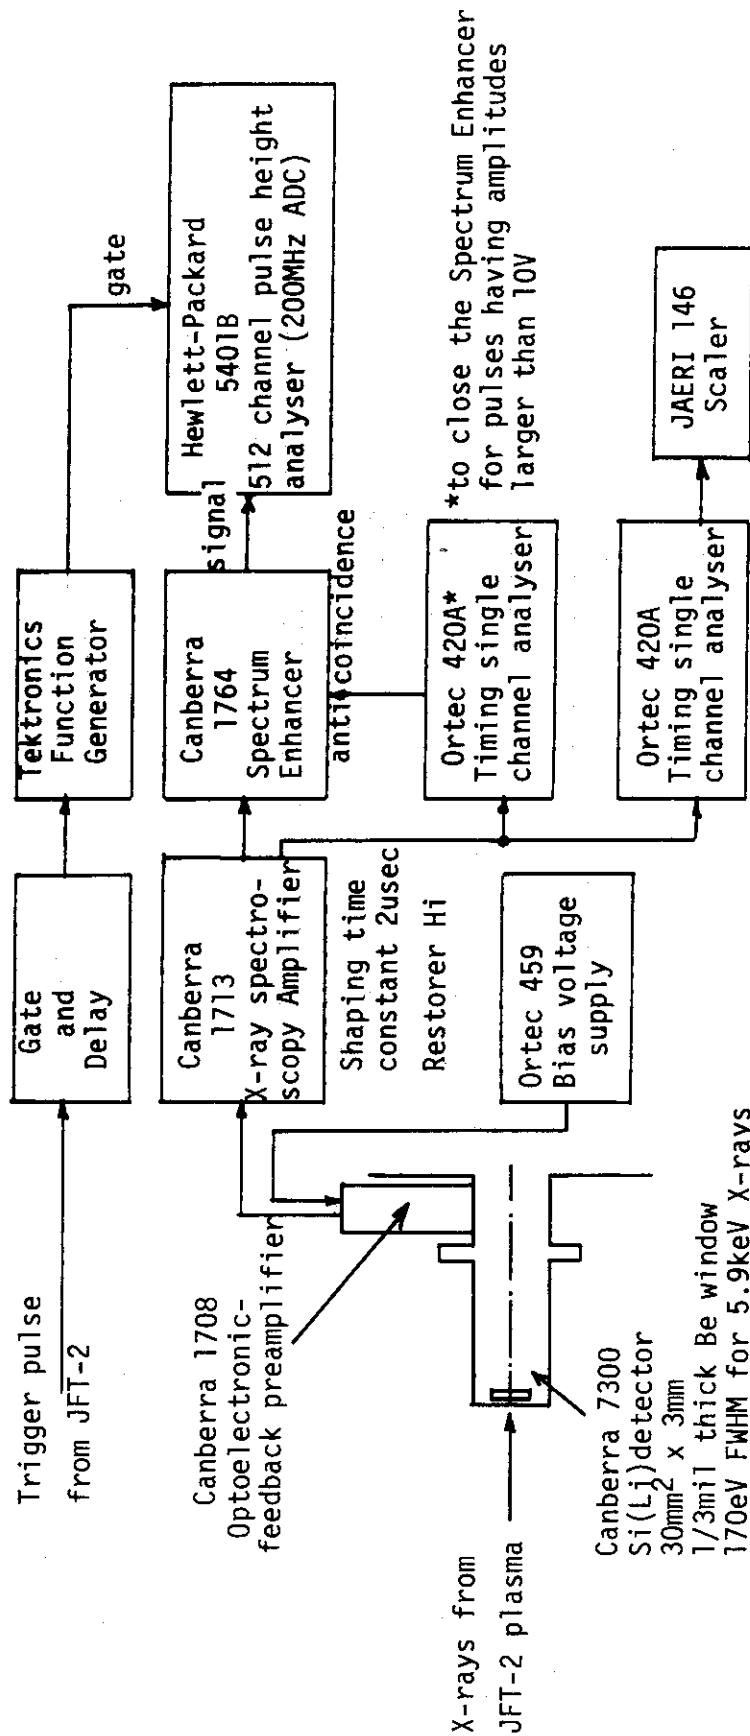 Trigger pulse
from JFT-2
Gate
and
Delay
Tektronics
Function
Generator
gate
Canberra 1708
Optoelectronic-
feedback preamplifier
Canberra
1713
X-ray spectro-
scopy Amplifier
Shaping time
constant 2usec
Restorer Hi
Canberra
1764
Spectrum
Enhancer
signal
anti coincidence
Hewlett-Packard
5401B
512 channel pulse height
analyser (200MHz ADC)
X-rays from
JFT-2 plasma
Canberra 7300
Si(Li)detector
30mm² x 3mm
1/3mil thick Be window
170eV FWHM for 5.9keV X-rays
Ortec 459
Bias voltage
supply
Ortec 420A*
Timing single
channel analyser
*to close the Spectrum Enhancer
for pulses having amplitudes
larger than 10V
Ortec 420A
Timing single
channel analyser
JAERI 146
Scaler